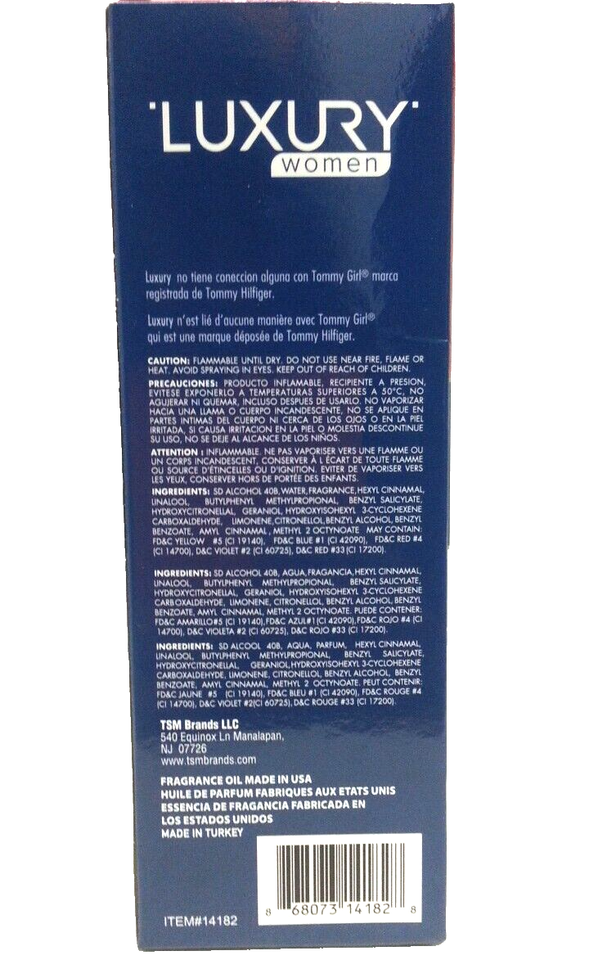 LUXURY
women
Luxury no tiene coneccion alguna con Tommy Girl® marca
registrada de Tommy Hilfiger.
Luxury n'est lié d'aucune manière avec Tommy Girl®
qui est une marque déposée de Tommy Hilfiger.
CAUTION: FLAMMABLE UNTIL DRY. DO NOT USE NEAR FIRE, FLAME OR
HEAT. AVOID SPRAYING IN EYES. KEEP OUT OF REACH OF CHILDREN.
PRECAUCIONES: PRODUCTO INFLAMABLE, RECIPIENTE A PRESION,
EVITESE EXPONERLO A TEMPERATURAS SUPERIORES A 50°C, NO
AGUJERAR NI QUEMAR, INCLUSO DESPUES DE USARLO. NO VAPORIZAR
HACIA UNA LLAMA O CUERPO INCANDESCENTE, NO SE APLIQUE EN
PARTES INTIMAS DEL CUERPO NI CERCA DE LOS OJOS O EN LA PIEL
IRRITADA, SI CAUSA IRRITACION EN LA PIEL O MOLESTIA DESCONTINUE
SU USO, NO SE DEJE AL ALCANCE DE LOS NIÑOS.
ATTENTION : INFLAMMABLE. NE PAS VAPORISER VERS UNE FLAMME OU
UN CORPS INCANDESCENT, CONSERVER À L'ÉCART DE TOUTE FLAMME
OU SOURCE D'ÉTINCELLES OU D'IGNITION. EVITER DE VAPORISER VERS
LES YEUX, CONSERVER HORS DE PORTÉE DES ENFANTS.
INGREDIENTS: SD ALCOHOL 40B, WATER, FRAGRANCE, HEXYL CINNAMAL,
LINALOOL, BUTYLPHENYL METHYLPROPIONAL, BENZYL SALICYLATE,
HYDROXYCITRONELLAL, GERANIOL, HYDROXYISOHEXYL 3-CYCLOHEXENE
CARBOXALDEHYDE, LIMONENE, CITRONELLOL, BENZYL ALCOHOL, BENZYL
BENZOATE, AMYL CINNAMAL, METHYL 2 OCTYNOATE MAY CONTAIN:
FD&C YELLOW #5 (CI 19140), FD&C BLUE #1 (CI 42090), FD&C RED #4
(CI 14700), D&C VIOLET #2 (CI 60725), D&C RED #33 (CI 17200).
INGREDIENTS: SD ALCOHOL 40B, AGUA, FRAGANCIA, HEXYL CINNAMAL,
LINALOOL, BUTYLPHENYL METHYLPROPIONAL, BENZYL SALICYLATE,
HYDROXYCITRONELLAL, GERANIOL, HYDROXYISOHEXYL 3-CYCLOHEXENE
CARBOXALDEHYDE, LIMONENE, CITRONELLOL, BENZYL ALCOHOL, BENZYL
BENZOATE, AMYL CINNAMAL, METHYL 2 OCTYNOATE. PUEDE CONTENER:
FD&C AMARILLO #5 (CI 19140), FD&C AZUL #1 (CI 42090), FD&C ROJO #4 (CI
14700), D&C VIOLETA #2 (CI 60725), D&C ROJO #33 (CI 17200).
INGREDIENTS: SD ALCOOL 40B, AQUA, PARFUM, HEXYL CINNAMAL,
LINALOOL, BUTYLPHENYL METHYLPROPIONAL, BENZYL SALICYLATE,
HYDROXYCITRONELLAL, GERANIOL, HYDROXYISOHEXYL 3-CYCLOHEXENE
CARBOXALDEHYDE, LIMONENE, CITRONELLOL, BENZYL ALCOHOL, BENZYL
BENZOATE, AMYL CINNAMAL, METHYL 2 OCTYNOATE. PEUT CONTENIR:
FD&C JAUNE #5 (CI 19140), FD&C BLEU #1 (CI 42090), FD&C ROUGE #4
(CI 14700), D&C VIOLET #2(CI 60725), D&C ROUGE #33 (CI 17200).
TSM Brands LLC
540 Equinox Ln Manalapan,
NJ 07726
www.tsmbrands.com
FRAGRANCE OIL MADE IN USA
HUILE DE PARFUM FABRIQUES AUX ETATS UNIS
ESSENCIA DE FRAGANCIA FABRICADA EN
LOS ESTADOS UNIDOS
MADE IN TURKEY
ITEM#14182
8 68073 14182 8